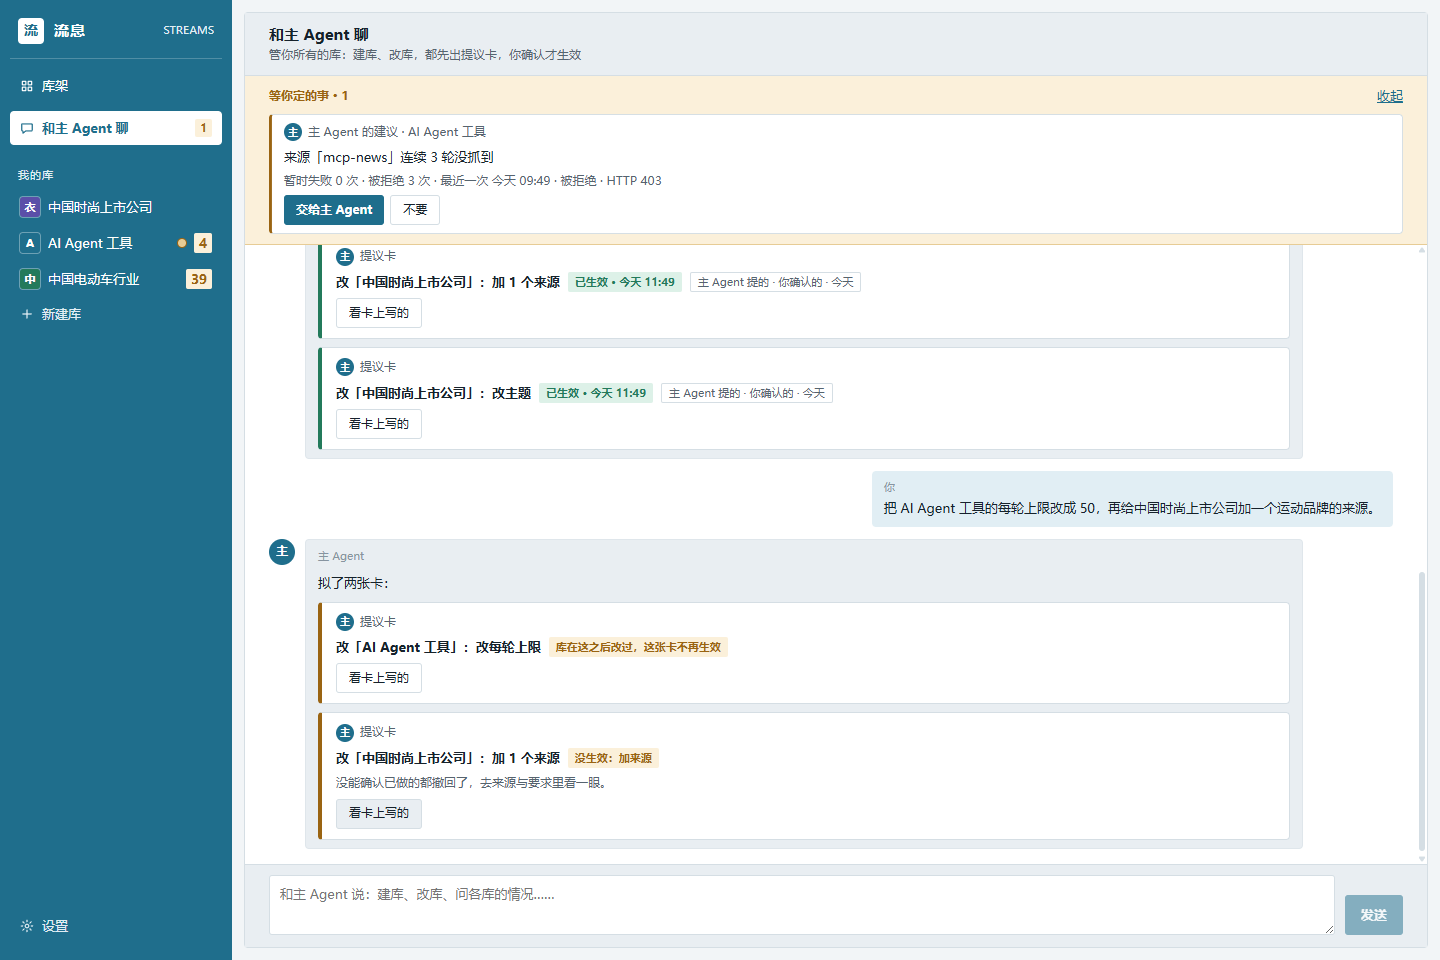 流 流息 STREAMS
库架
和主 Agent 聊 1
我的库
衣 中国时尚上市公司
A AI Agent 工具 4
中 中国电动车行业 39
新建库
设置
和主 Agent 聊
管你所有的库：建库、改库，都先出提议卡，你确认才生效
等你定的事 • 1 收起
主 主 Agent 的建议 · AI Agent 工具
来源「mcp-news」连续 3 轮没抓到
暂时失败 0 次 · 被拒绝 3 次 · 最近一次 今天 09:49 · 被拒绝 · HTTP 403
交给主 Agent 不要
主 提议卡
改「中国时尚上市公司」：加 1 个来源 已生效 • 今天 11:49 主 Agent 提的 · 你确认的 · 今天
看卡上写的
主 提议卡
改「中国时尚上市公司」：改主题 已生效 • 今天 11:49 主 Agent 提的 · 你确认的 · 今天
看卡上写的
你
把 AI Agent 工具的每轮上限改成 50，再给中国时尚上市公司加一个运动品牌的来源。
主 主 Agent
拟了两张卡：
主 提议卡
改「AI Agent 工具」：改每轮上限 库在这之后改过，这张卡不再生效
看卡上写的
主 提议卡
改「中国时尚上市公司」：加 1 个来源 没生效：加来源
没能确认已做的都撤回了，去来源与要求里看一眼。
看卡上写的
和主 Agent 说：建库、改库、问各库的情况……
发送